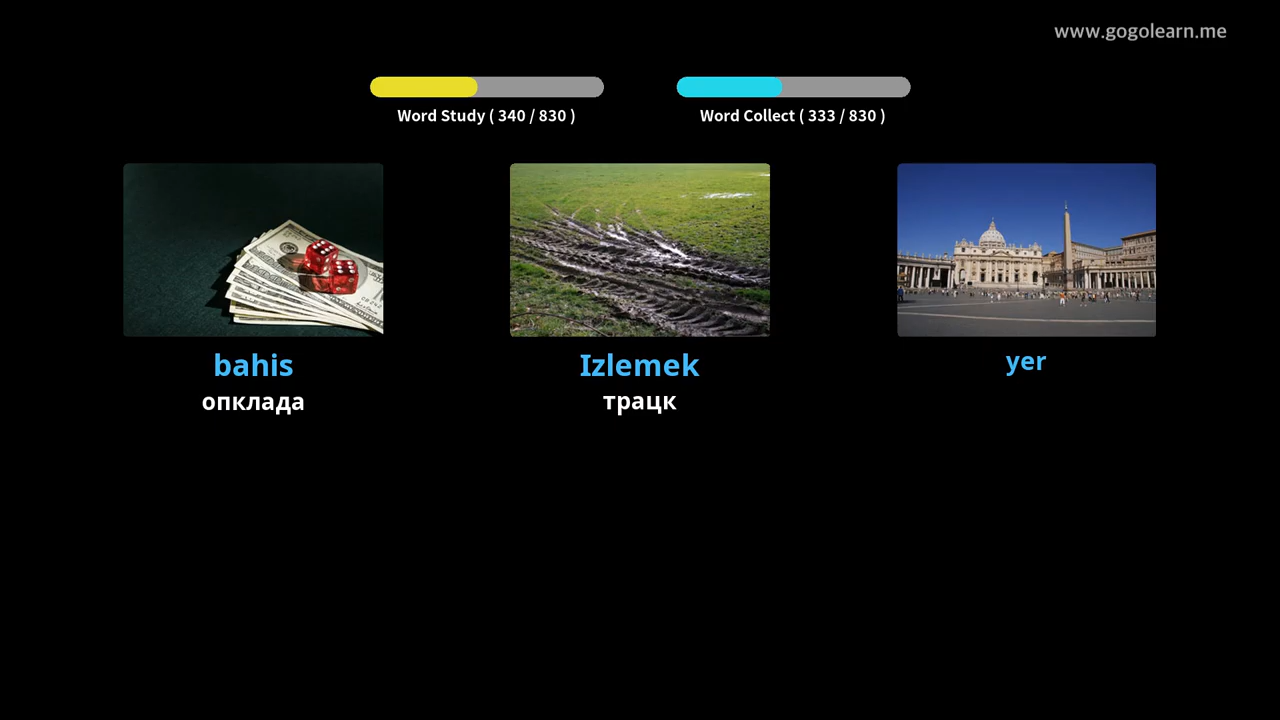 www.gogolearn.me
Word Study ( 340 / 830 )
Word Collect ( 333 / 830 )
bahis
опклада
Izlemek
трацк
yer